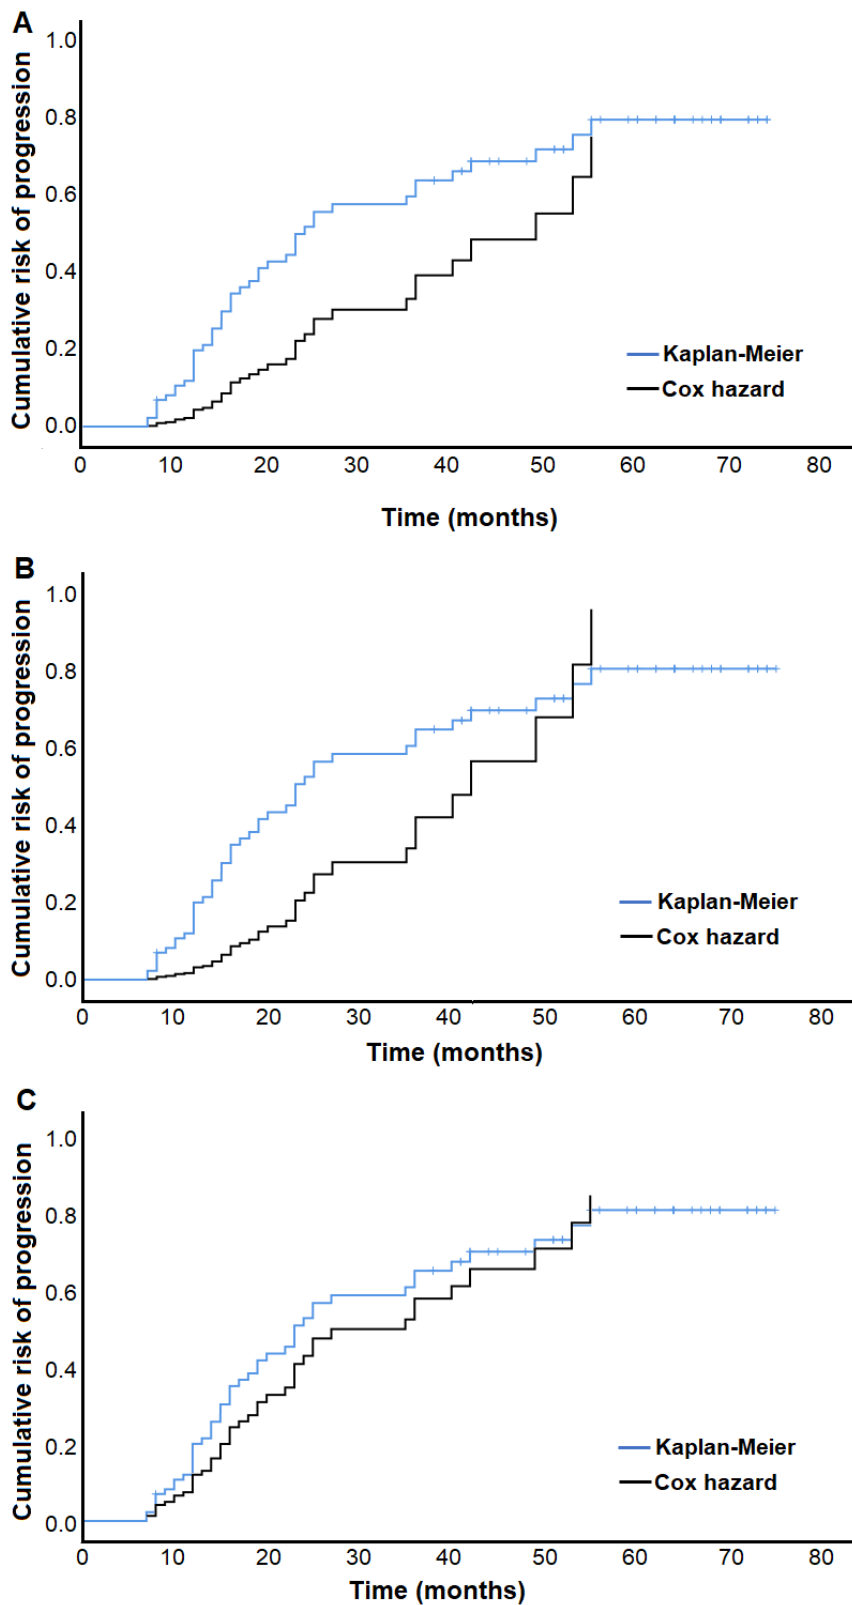 A
Cumulative risk of progression
1.0
0.8
0.6
0.4
0.2
0.0
Kaplan-Meier
Cox hazard
0 10 20 30 40 50 60 70 80
Time (months)
B
Cumulative risk of progression
1.0
0.8
0.6
0.4
0.2
0.0
Kaplan-Meier
Cox hazard
0 10 20 30 40 50 60 70 80
Time (months)
C
Cumulative risk of progression
1.0
0.8
0.6
0.4
0.2
0.0
Kaplan-Meier
Cox hazard
0 10 20 30 40 50 60 70 80
Time (months)